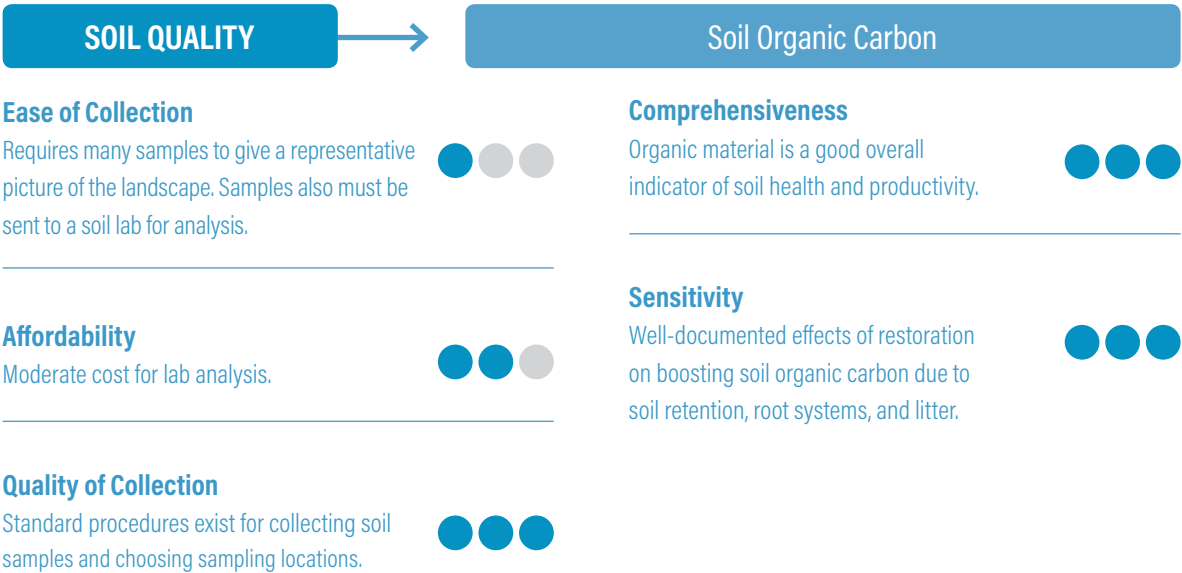 SOIL QUALITY
Soil Organic Carbon
Ease of Collection
Requires many samples to give a representative
picture of the landscape. Samples also must be
sent to a soil lab for analysis.
Affordability
Moderate cost for lab analysis.
Quality of Collection
Standard procedures exist for collecting soil
samples and choosing sampling locations.
Comprehensiveness
Organic material is a good overall
indicator of soil health and productivity.
Sensitivity
Well-documented effects of restoration
on boosting soil organic carbon due to
soil retention, root systems, and litter.